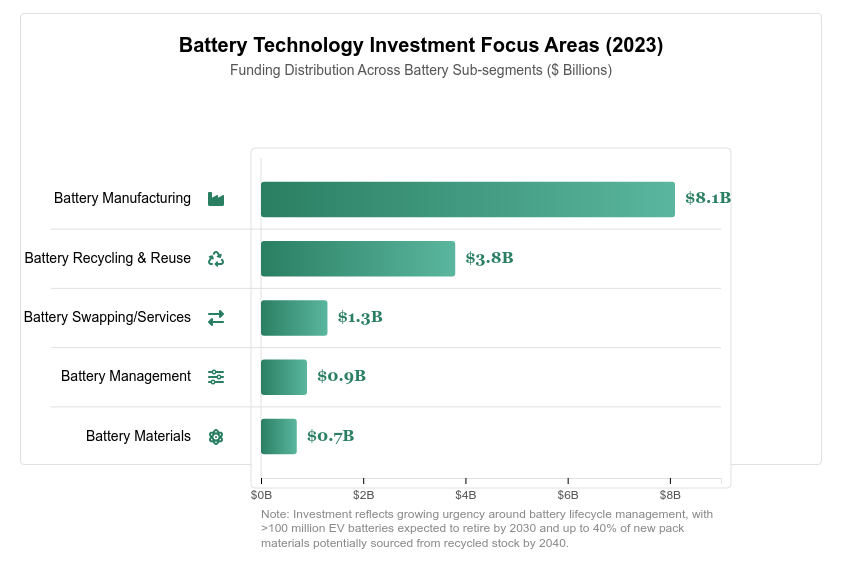 Battery Technology Investment Focus Areas (2023)
Funding Distribution Across Battery Sub-segments ($ Billions)
Battery Manufacturing
$8.1B
Battery Recycling & Reuse
$3.8B
Battery Swapping/Services
$1.3B
Battery Management
$0.9B
Battery Materials
$0.7B
$0B
$2B
$4B
$6B
$8B
Note: Investment reflects growing urgency around battery lifecycle management, with
>100 million EV batteries expected to retire by 2030 and up to 40% of new pack
materials potentially sourced from recycled stock by 2040.